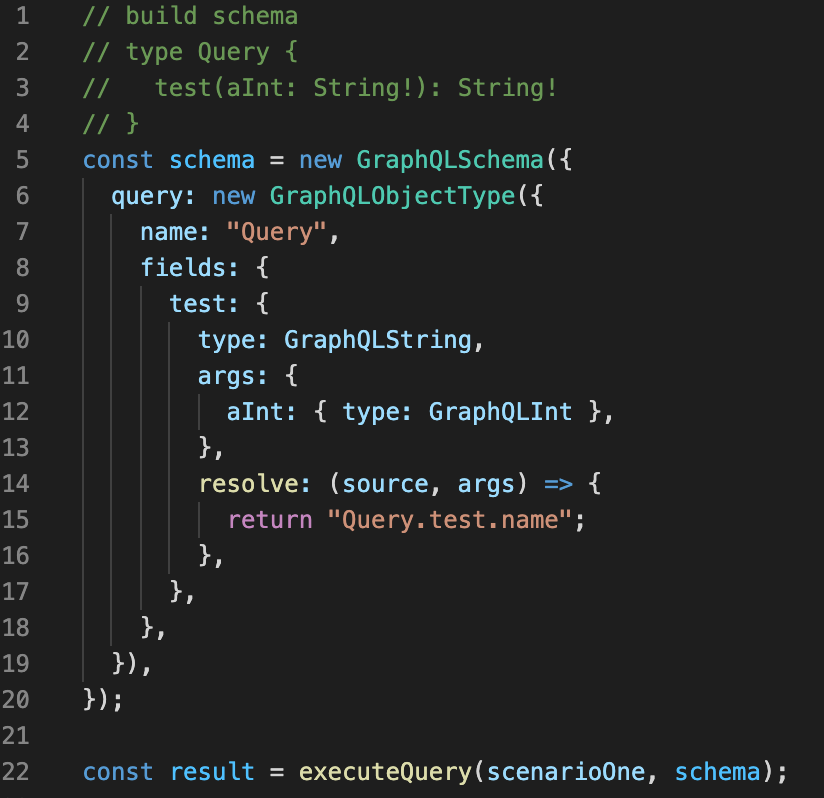 1 // build schema
2 // type Query {
3 //   test(aInt: String!): String!
4 // }
5 const schema = new GraphQLSchema({
6   query: new GraphQLObjectType({
7     name: "Query",
8     fields: {
9       test: {
10         type: GraphQLString,
11         args: {
12           aInt: { type: GraphQLInt },
13         },
14         resolve: (source, args) => {
15           return "Query.test.name";
16         },
17       },
18     },
19   }),
20 });
21
22 const result = executeQuery(scenarioOne, schema);